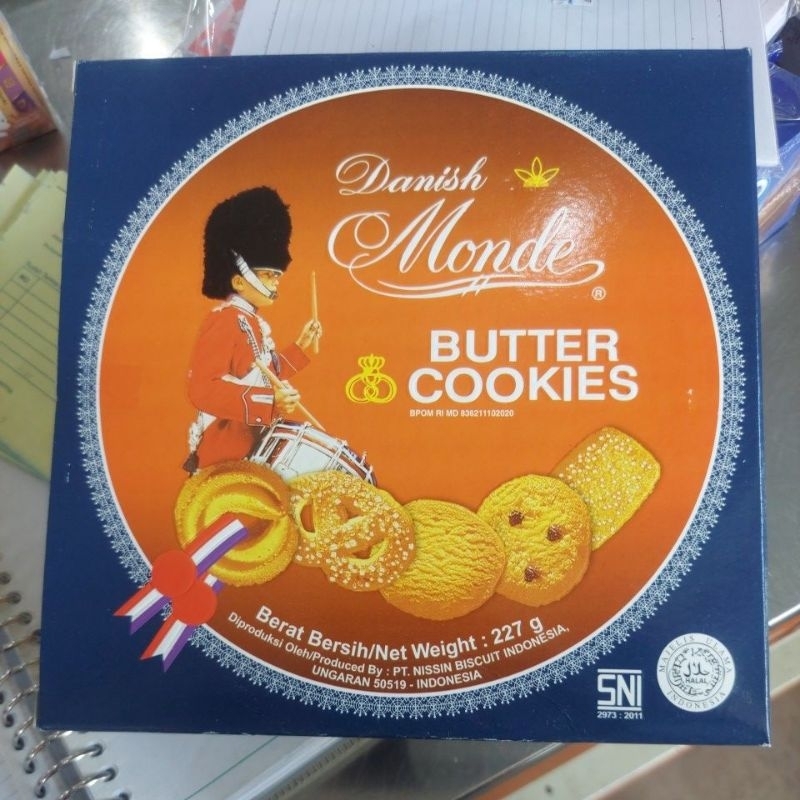 Danish
Monde
®
BUTTER
COOKIES
BPOM RI MD 836211102020
Berat Bersih/Net Weight : 227 g
Diproduksi Oleh/Produced By : PT. NISSIN BISCUIT INDONESIA,
UNGARAN 50519 - INDONESIA
SNI
2973 : 2011
MAJELIS ULAMA
HALAL
INDONESIA